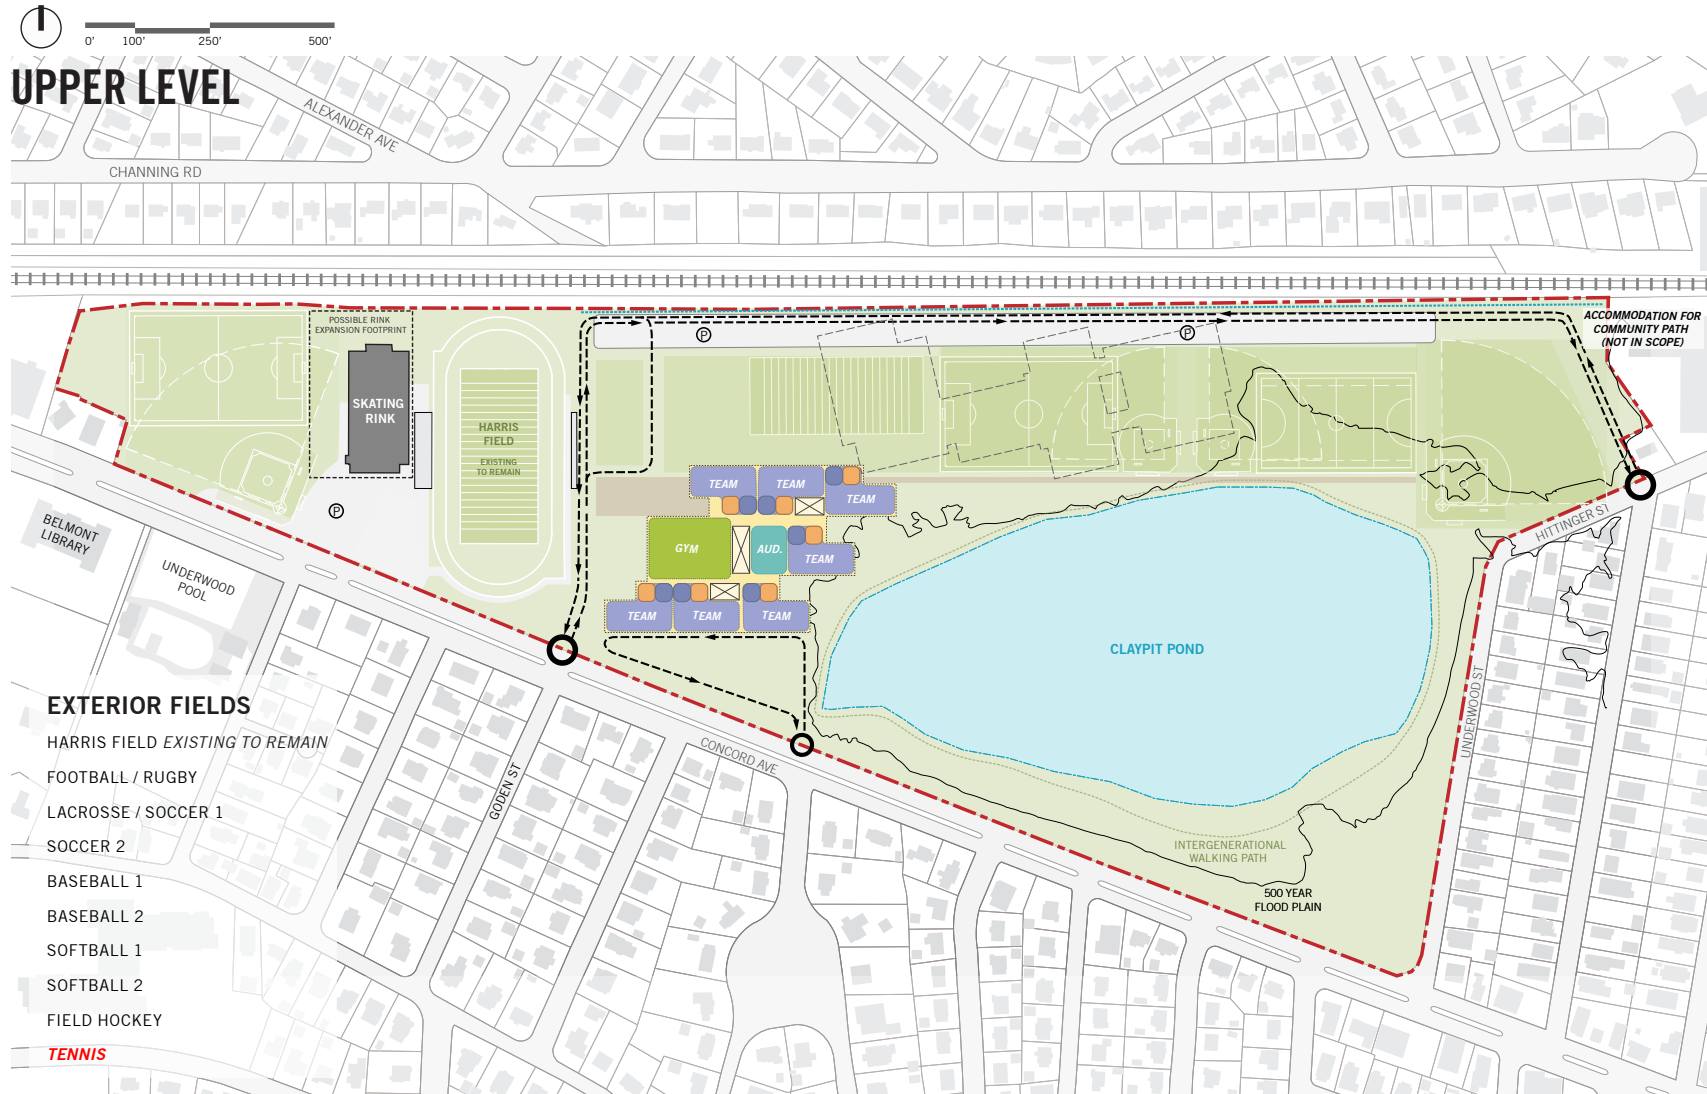 0' 100' 250' 500'
UPPER LEVEL
ALEXANDER AVE
CHANNING RD
POSSIBLE RINK
EXPANSION FOOTPRINT
SKATING
RINK
HARRIS
FIELD
EXISTING
TO REMAIN
P
P
P
ACCOMMODATION FOR
COMMUNITY PATH
(NOT IN SCOPE)
TEAM
TEAM
TEAM
GYM
AUD.
TEAM
TEAM
TEAM
TEAM
BELMONT
LIBRARY
UNDERWOOD
POOL
HITTINGER ST
CLAYPIT POND
UNDERWOOD ST
CONCORD AVE
GODEN ST
INTERGENERATIONAL
WALKING PATH
500 YEAR
FLOOD PLAIN
EXTERIOR FIELDS
HARRIS FIELD EXISTING TO REMAIN
FOOTBALL / RUGBY
LACROSSE / SOCCER 1
SOCCER 2
BASEBALL 1
BASEBALL 2
SOFTBALL 1
SOFTBALL 2
FIELD HOCKEY
TENNIS